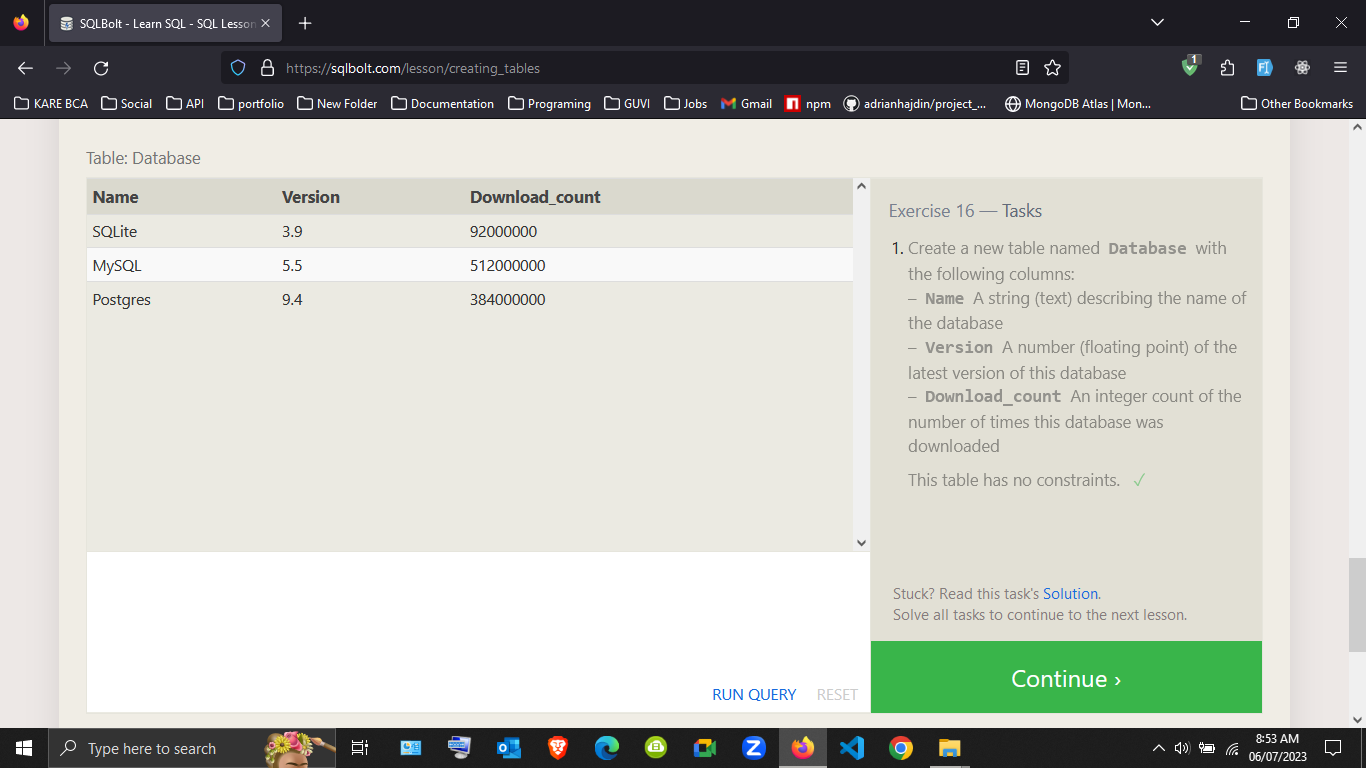 SQLBolt - Learn SQL - SQL Lesson
https://sqlbolt.com/lesson/creating_tables
1
KARE BCA Social API portfolio New Folder Documentation Programing GUVI Jobs Gmail npm adrianhajdin/project_... MongoDB Atlas | Mon... Other Bookmarks
Table: Database
Name Version Download_count
SQLite 3.9 92000000
MySQL 5.5 512000000
Postgres 9.4 384000000
Exercise 16 — Tasks
1. Create a new table named Database with
the following columns:
– Name A string (text) describing the name of
the database
– Version A number (floating point) of the
latest version of this database
– Download_count An integer count of the
number of times this database was
downloaded
This table has no constraints. ✓
Stuck? Read this task's Solution.
Solve all tasks to continue to the next lesson.
RUN QUERY RESET
Continue ›
Type here to search
8:53 AM
06/07/2023